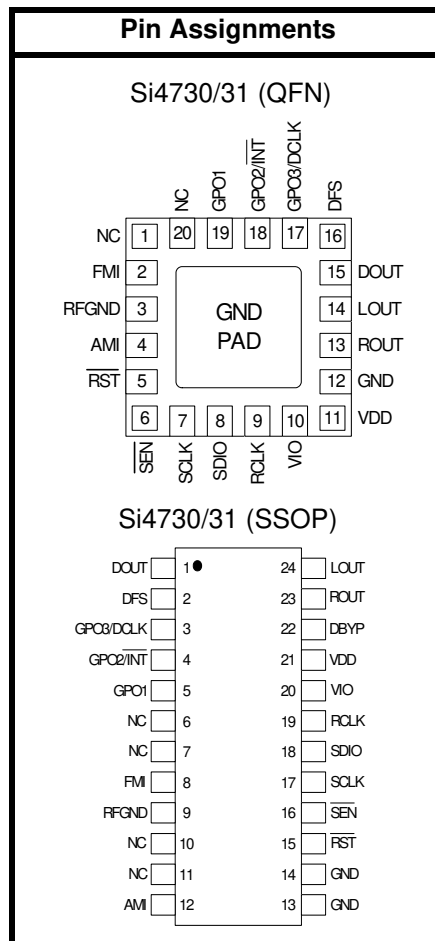 Pin Assignments
Si4730/31 (QFN)
NC
GPO1
GPO2/INT
GPO3/DCLK
DFS
NC 1 20 19 18 17 16
FMI 2 15 DOUT
RFGND 3 14 LOUT
GND
PAD
AMI 4 13 ROUT
RST 5 12 GND
6 7 8 9 10 11 VDD
SEN
SCLK
SDIO
RCLK
VIO
Si4730/31 (SSOP)
DOUT 1 24 LOUT
DFS 2 23 ROUT
GPO3/DCLK 3 22 DBYP
GPO2/INT 4 21 VDD
GPO1 5 20 VIO
NC 6 19 RCLK
NC 7 18 SDIO
FMI 8 17 SCLK
RFGND 9 16 SEN
NC 10 15 RST
NC 11 14 GND
AMI 12 13 GND